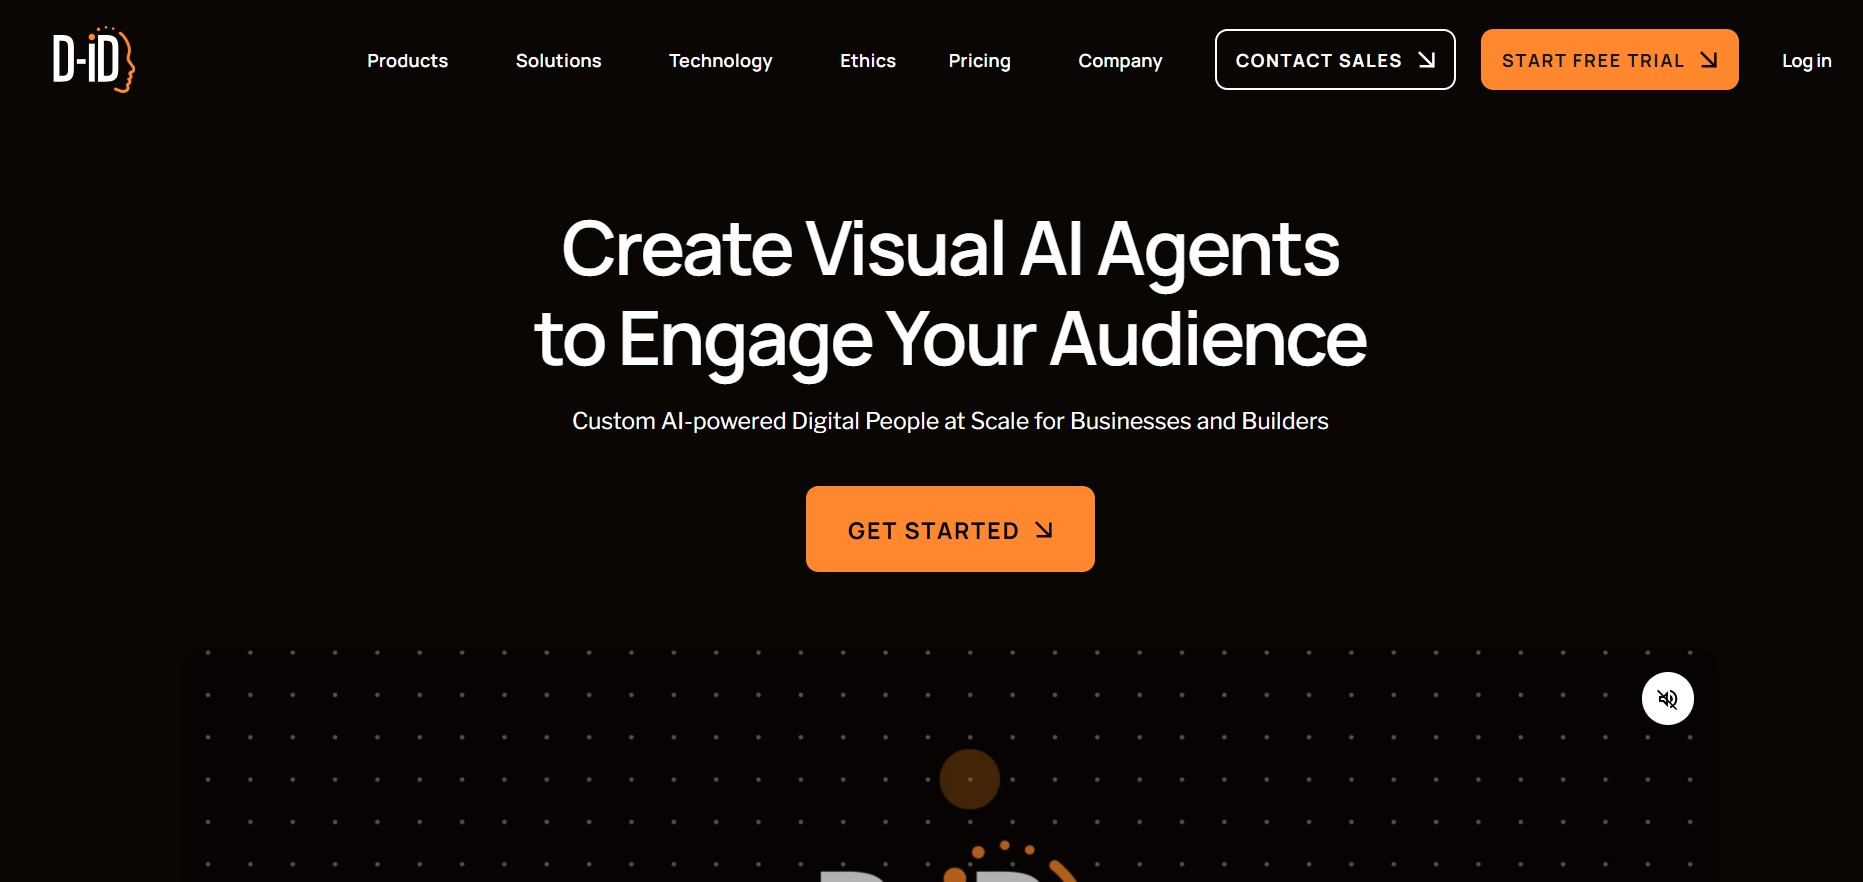 D-iD
Products
Solutions
Technology
Ethics
Pricing
Company
CONTACT SALES
START FREE TRIAL
Log in
Create Visual AI Agents
to Engage Your Audience
Custom AI-powered Digital People at Scale for Businesses and Builders
GET STARTED
D-iD